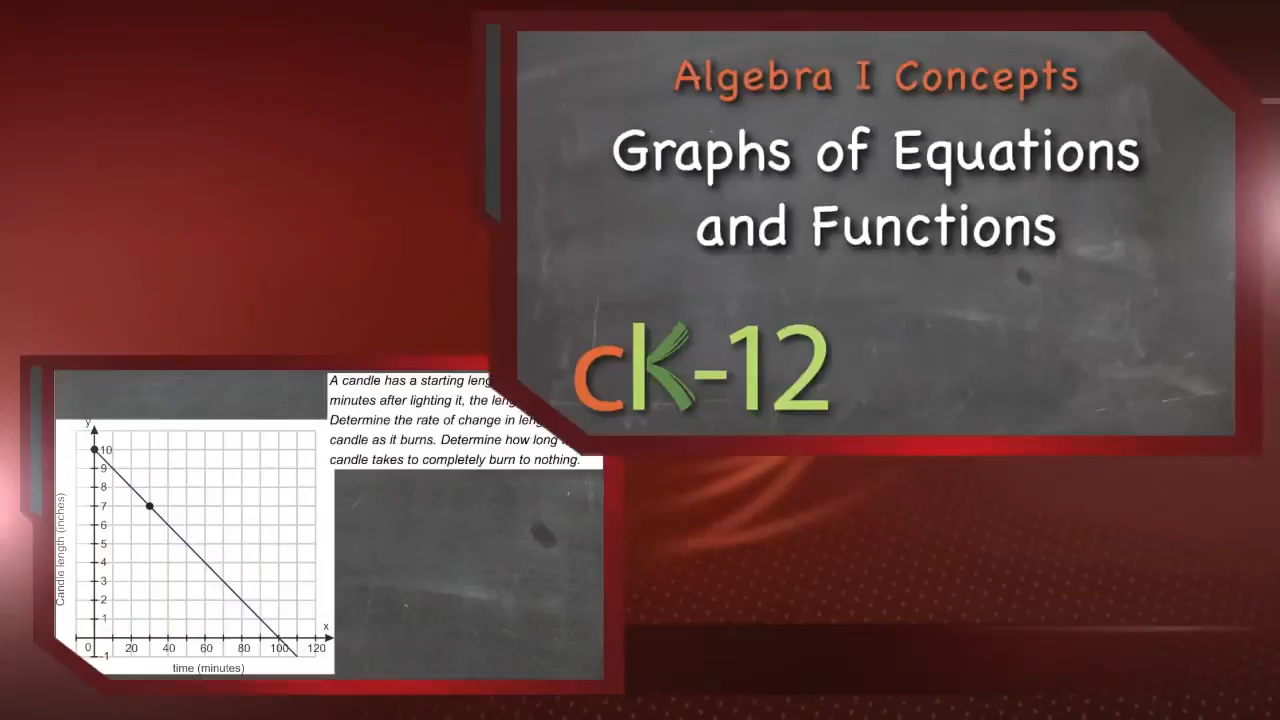 Algebra I Concepts
Graphs of Equations
and Functions
cK-12
A candle has a starting
minutes after lighting it, the
Determine the rate of change in
candle as it burns. Determine how long
candle takes to completely burn to nothing.
y
10
9
8
7
6
5
4
3
2
1
0 20 40 60 80 100 120 x
-1
Candle length (inches)
time (minutes)